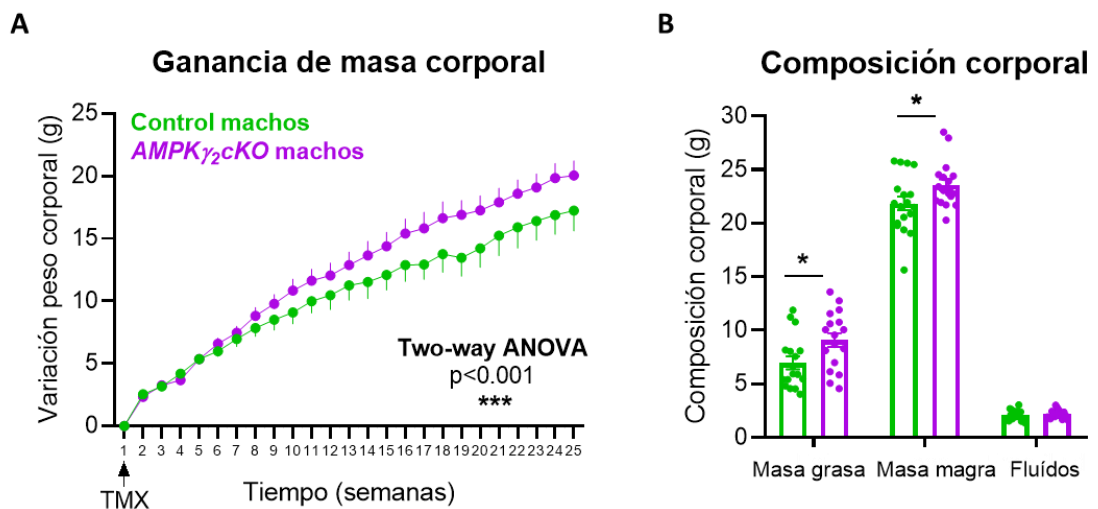 A
Ganancia de masa corporal
Variación peso corporal (g)
25
20
15
10
5
0
Control machos
AMPKγ2cKO machos
Two-way ANOVA
p<0.001
***
1 2 3 4 5 6 7 8 9 10 11 12 13 14 15 16 17 18 19 20 21 22 23 24 25
TMX
Tiempo (semanas)
B
Composición corporal
Composición corporal (g)
30
25
20
15
10
5
0
*
*
Masa grasa Masa magra Fluídos